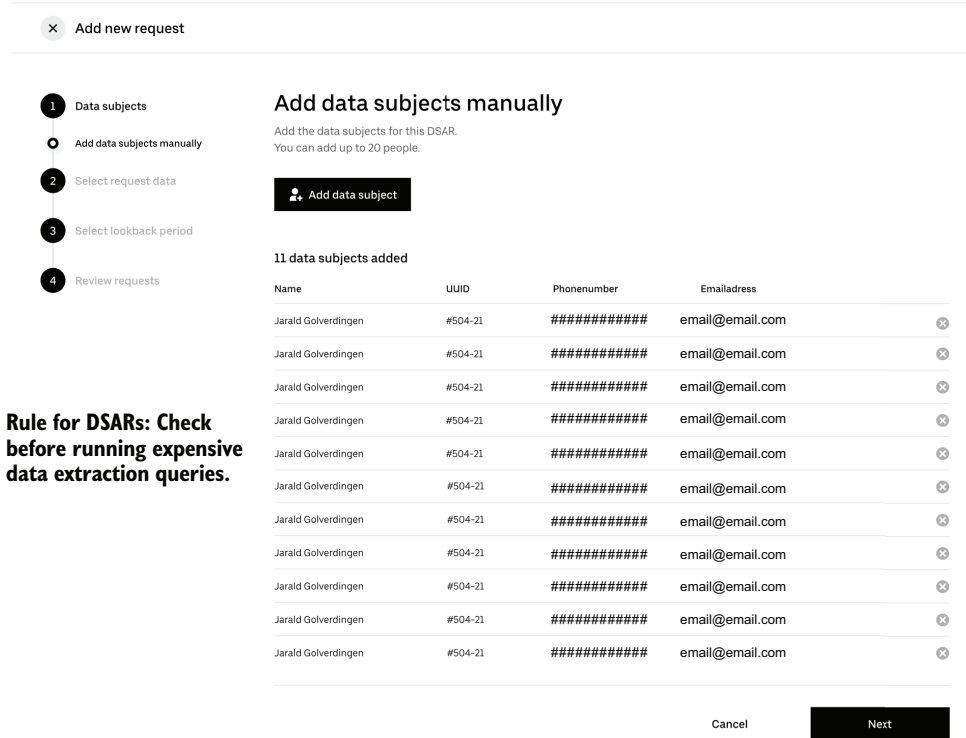 × Add new request
1 Data subjects
Add data subjects manually
2 Select request data
3 Select lookback period
4 Review requests
Add data subjects manually
Add the data subjects for this DSAR.
You can add up to 20 people.
Add data subject
11 data subjects added
Name UUID Phonenumber Emailadress
Jarald Golverdingen #504-21 ############ email@email.com
Jarald Golverdingen #504-21 ############ email@email.com
Jarald Golverdingen #504-21 ############ email@email.com
Jarald Golverdingen #504-21 ############ email@email.com
Jarald Golverdingen #504-21 ############ email@email.com
Jarald Golverdingen #504-21 ############ email@email.com
Jarald Golverdingen #504-21 ############ email@email.com
Jarald Golverdingen #504-21 ############ email@email.com
Jarald Golverdingen #504-21 ############ email@email.com
Jarald Golverdingen #504-21 ############ email@email.com
Jarald Golverdingen #504-21 ############ email@email.com
Rule for DSARs: Check
before running expensive
data extraction queries.
Cancel Next